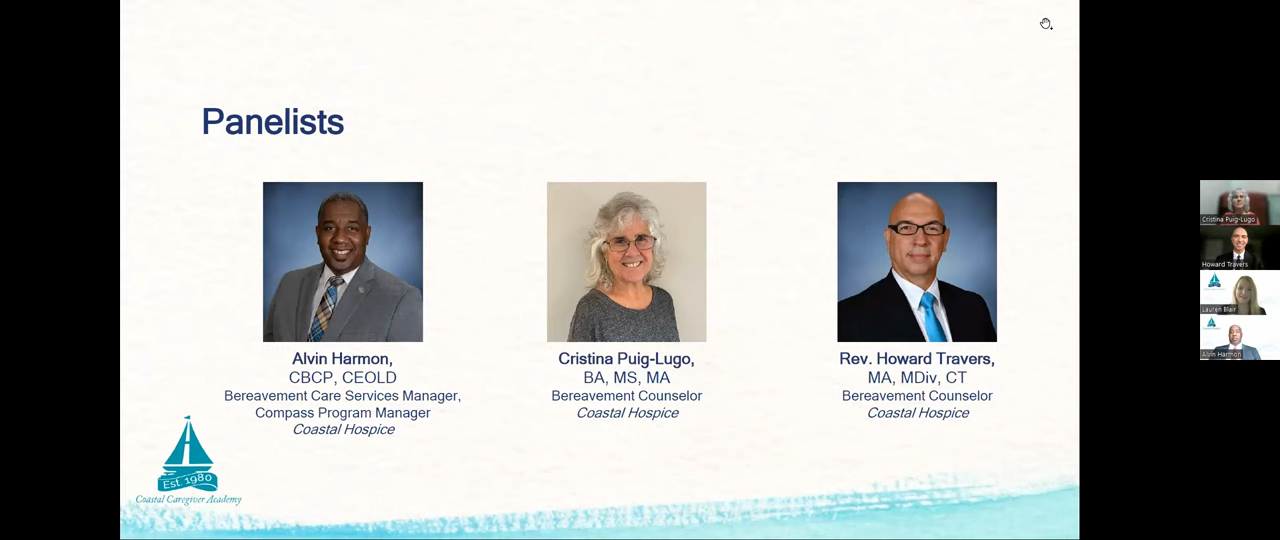 Panelists
Alvin Harmon,
CBCP, CEOLD
Bereavement Care Services Manager,
Compass Program Manager
Coastal Hospice
Cristina Puig-Lugo,
BA, MS, MA
Bereavement Counselor
Coastal Hospice
Rev. Howard Travers,
MA, MDiv, CT
Bereavement Counselor
Coastal Hospice
Est. 1980
Coastal Caregiver Academy
Cristina Puig-Lugo
Howard Travers
Lauren Blair
Alvin Harmon